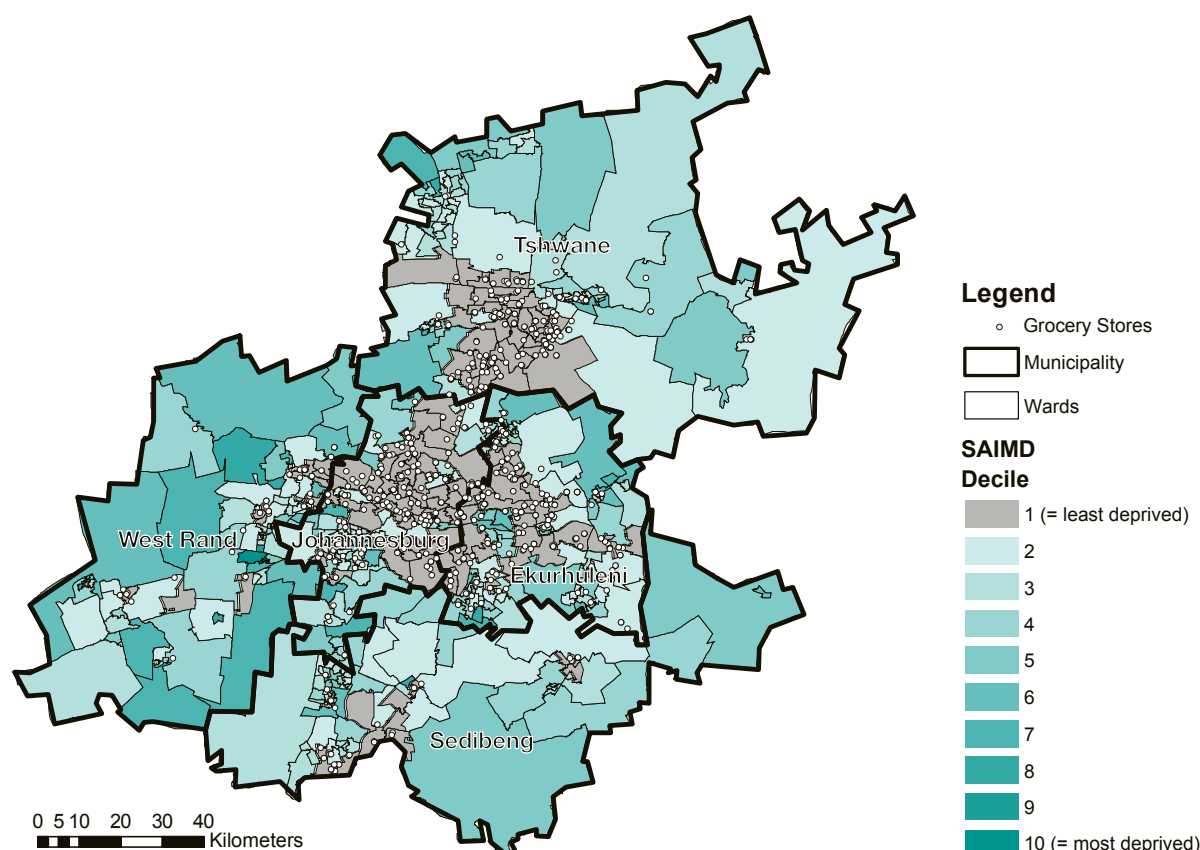 Tshwane
West Rand
Johannesburg
Ekurhuleni
Sedibeng
Legend
Grocery Stores
Municipality
Wards
SAIMD
Decile
1 (= least deprived)
2
3
4
5
6
7
8
9
10 (= most deprived)
0 5 10 20 30 40
Kilometers